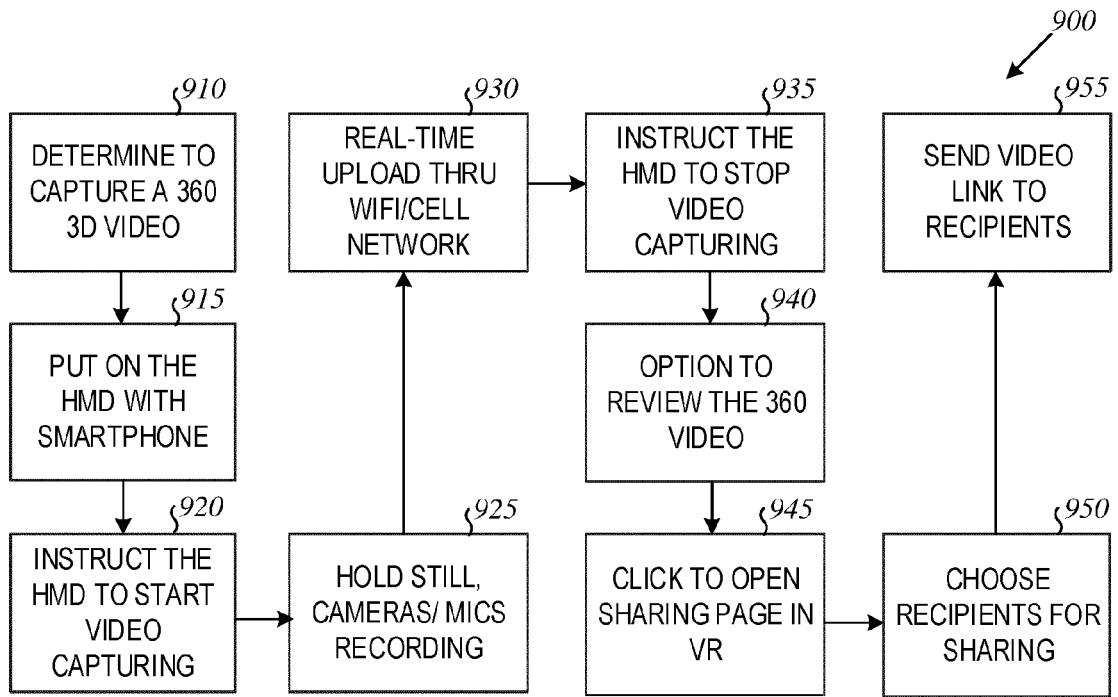 900
910
DETERMINE TO
CAPTURE A 360
3D VIDEO
915
PUT ON THE
HMD WITH
SMARTPHONE
920
INSTRUCT THE
HMD TO START
VIDEO
CAPTURING
925
HOLD STILL,
CAMERAS/ MICS
RECORDING
930
REAL-TIME
UPLOAD THRU
WIFI/CELL
NETWORK
935
INSTRUCT THE
HMD TO STOP
VIDEO
CAPTURING
940
OPTION TO
REVIEW THE 360
VIDEO
945
CLICK TO OPEN
SHARING PAGE IN
VR
950
CHOOSE
RECIPIENTS FOR
SHARING
955
SEND VIDEO
LINK TO
RECIPIENTS